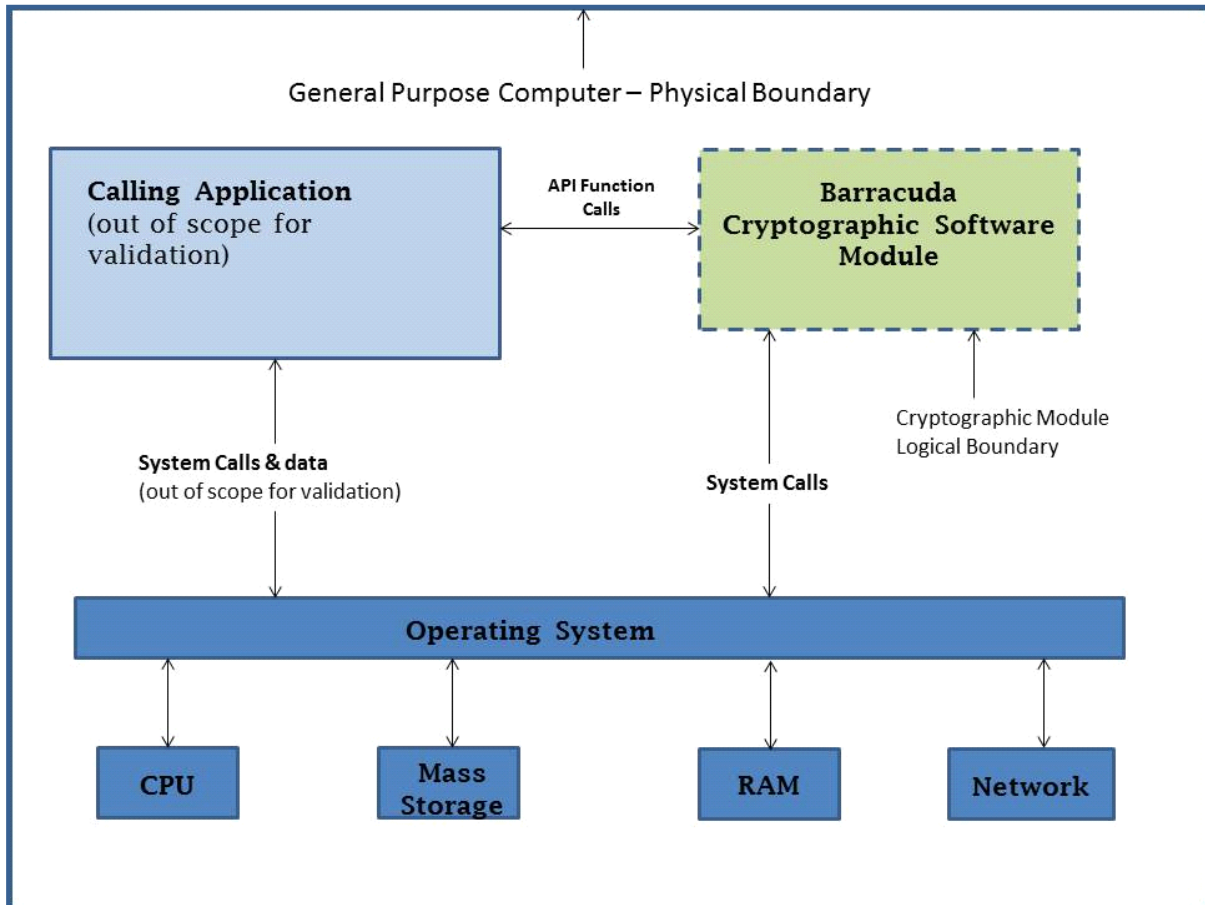 General Purpose Computer – Physical Boundary
Calling Application
(out of scope for
validation)
API Function
Calls
Barracuda
Cryptographic Software
Module
Cryptographic Module
Logical Boundary
System Calls & data
(out of scope for validation)
System Calls
Operating System
CPU
Mass
Storage
RAM
Network